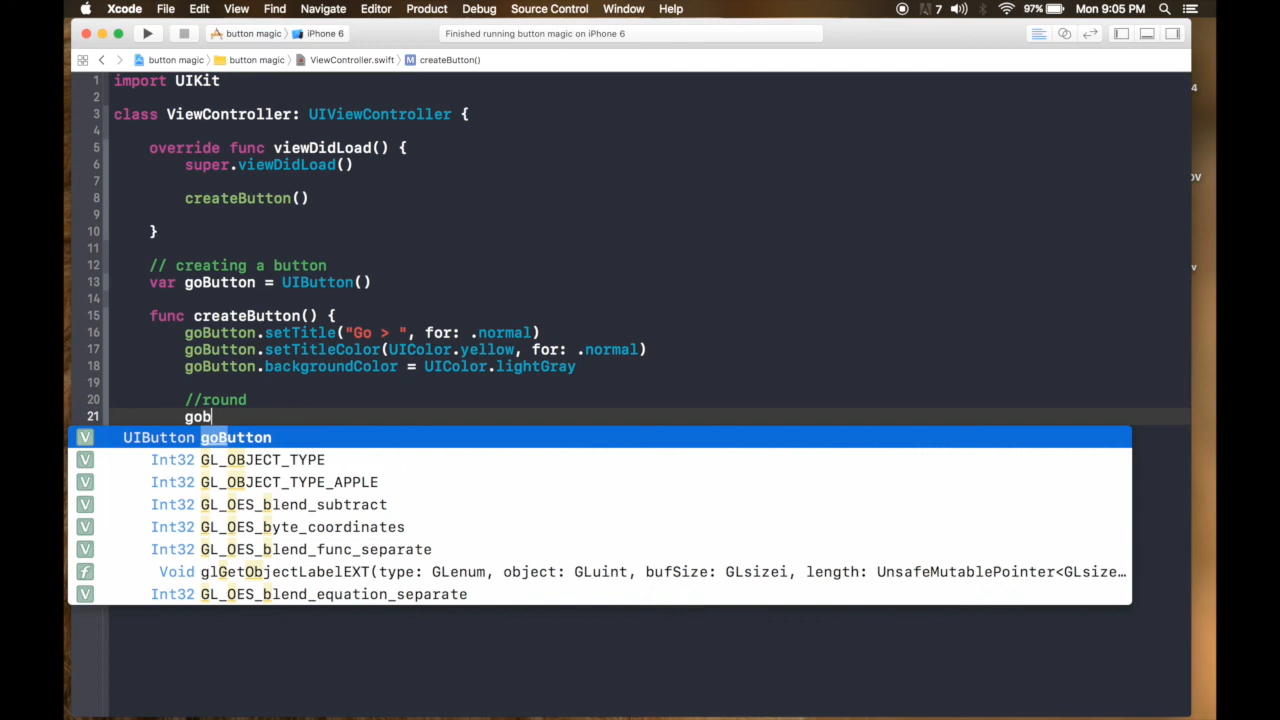 Xcode File Edit View Find Navigate Editor Product Debug Source Control Window Help 7 97% Mon 9:05 PM
button magic iPhone 6 Finished running button magic on iPhone 6
button magic button magic ViewController.swift M createButton()
1 import UIKit
2
3 class ViewController: UIViewController {
4
5 override func viewDidLoad() {
6 super.viewDidLoad()
7
8 createButton()
9
10 }
11
12 // creating a button
13 var goButton = UIButton()
14
15 func createButton() {
16 goButton.setTitle("Go > ", for: .normal)
17 goButton.setTitleColor(UIColor.yellow, for: .normal)
18 goButton.backgroundColor = UIColor.lightGray
19
20 //round
21 gob
V UIButton goButton
V Int32 GL_OBJECT_TYPE
V Int32 GL_OBJECT_TYPE_APPLE
V Int32 GL_OES_blend_subtract
V Int32 GL_OES_byte_coordinates
V Int32 GL_OES_blend_func_separate
f Void glGetObjectLabelEXT(type: GLenum, object: GLuint, bufSize: GLsizei, length: UnsafeMutablePointer<GLsize…
V Int32 GL_OES_blend_equation_separate